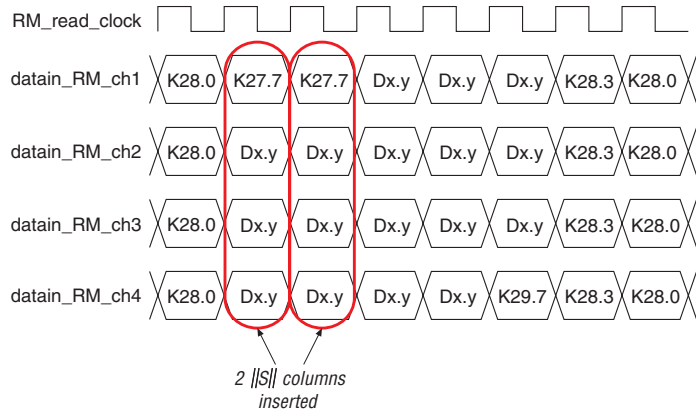 RM_read_clock
datain_RM_ch1 K28.0 K27.7 K27.7 Dx.y Dx.y Dx.y K28.3 K28.0
datain_RM_ch2 K28.0 Dx.y Dx.y Dx.y Dx.y Dx.y K28.3 K28.0
datain_RM_ch3 K28.0 Dx.y Dx.y Dx.y Dx.y Dx.y K28.3 K28.0
datain_RM_ch4 K28.0 Dx.y Dx.y Dx.y Dx.y K29.7 K28.3 K28.0
2 ||S|| columns
inserted